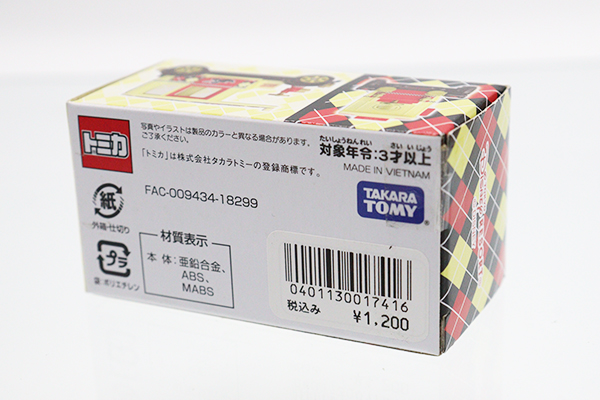 トミカ
写真やイラストは製品のカラーと異なる場合があります。
ご了承ください。
「トミカ」は株式会社タカラトミーの登録商標です。
たいしょうねんれい さい いじょう
対象年令:3才以上
MADE IN VIETNAM
FAC-009434-18299
TAKARA
TOMY
紙
外箱・仕切り
プラ
袋:ポリエチレン
材質表示
本体:亜鉛合金、
ABS、
MABS
0401130017416
税込み
¥1,200